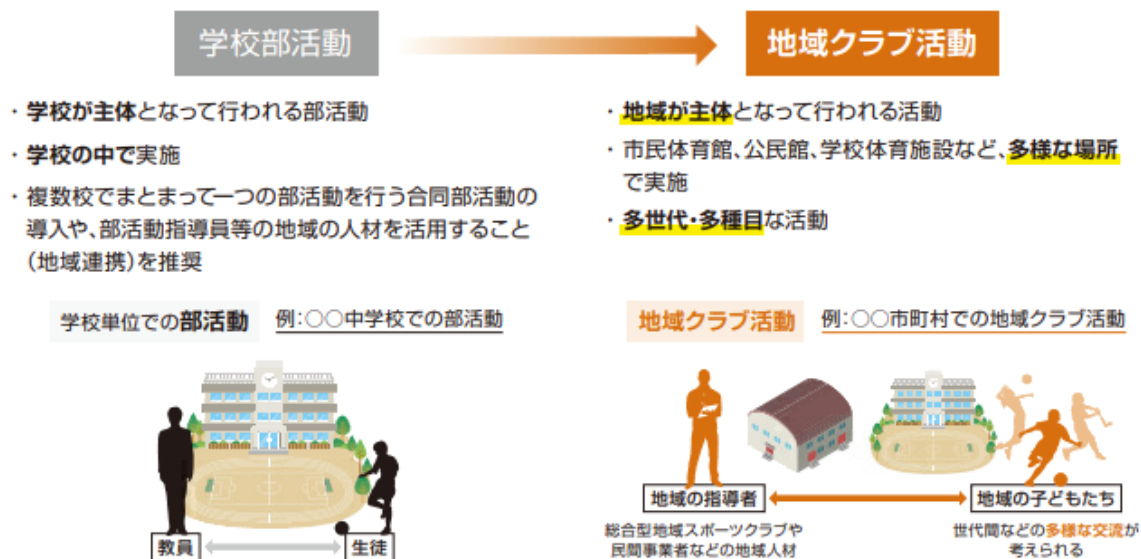 学校部活動
地域クラブ活動
・学校が主体となって行われる部活動
・学校の中で実施
・複数校でまとまって一つの部活動を行う合同部活動の
導入や、部活動指導員等の地域の人材を活用すること
(地域連携)を推奨
・地域が主体となって行われる活動
・市民体育館、公民館、学校体育施設など、多様な場所
で実施
・多世代・多種目な活動
学校単位での部活動 例:○○中学校での部活動
教員
生徒
地域クラブ活動 例:○○市町村での地域クラブ活動
地域の指導者
総合型地域スポーツクラブや
民間事業者などの地域人材
地域の子どもたち
世代間などの多様な交流が
考えられる